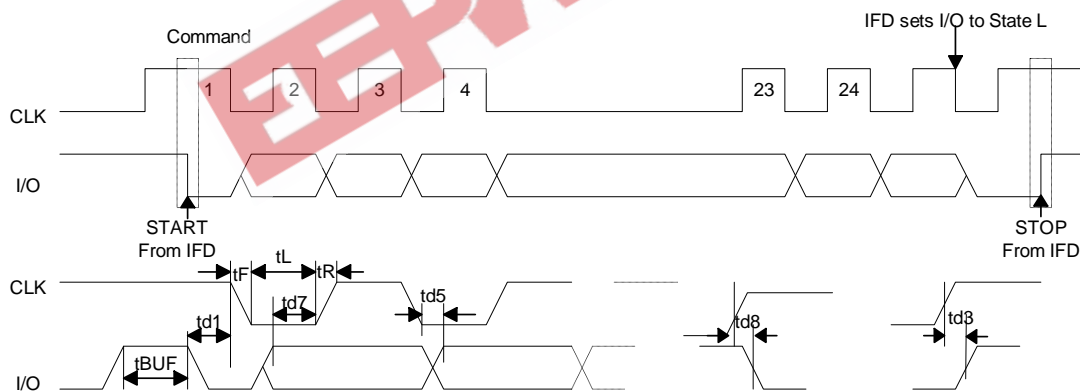 IFD sets I/O to State L
Command
1 2 3 4 23 24
CLK
I/O
START
From IFD
STOP
From IFD
tF tL tR
CLK
td7 td5
td1 td8 td3
tBUF
I/O